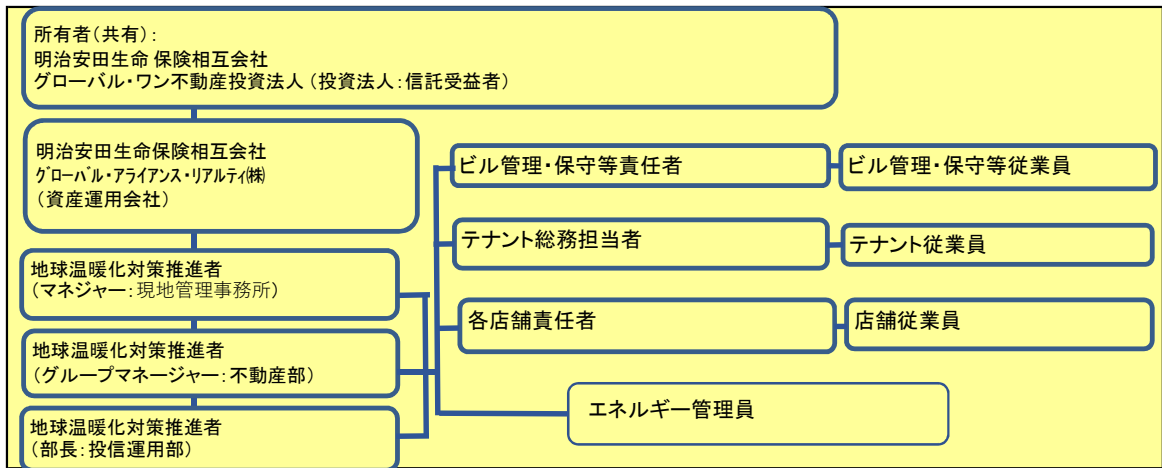 所有者（共有）：
明治安田生命 保険相互会社
グローバル・ワン不動産投資法人（投資法人：信託受益者）
明治安田生命保険相互会社
ｸﾞﾛｰﾊﾞﾙ・ｱﾗｲｱﾝｽ・ﾘｱﾙﾃｨ㈱
（資産運用会社）
地球温暖化対策推進者
（マネジャー：現地管理事務所）
地球温暖化対策推進者
（グループマネージャー：不動産部）
地球温暖化対策推進者
（部長：投信運用部）
ビル管理・保守等責任者
ビル管理・保守等従業員
テナント総務担当者
テナント従業員
各店舗責任者
店舗従業員
エネルギー管理員